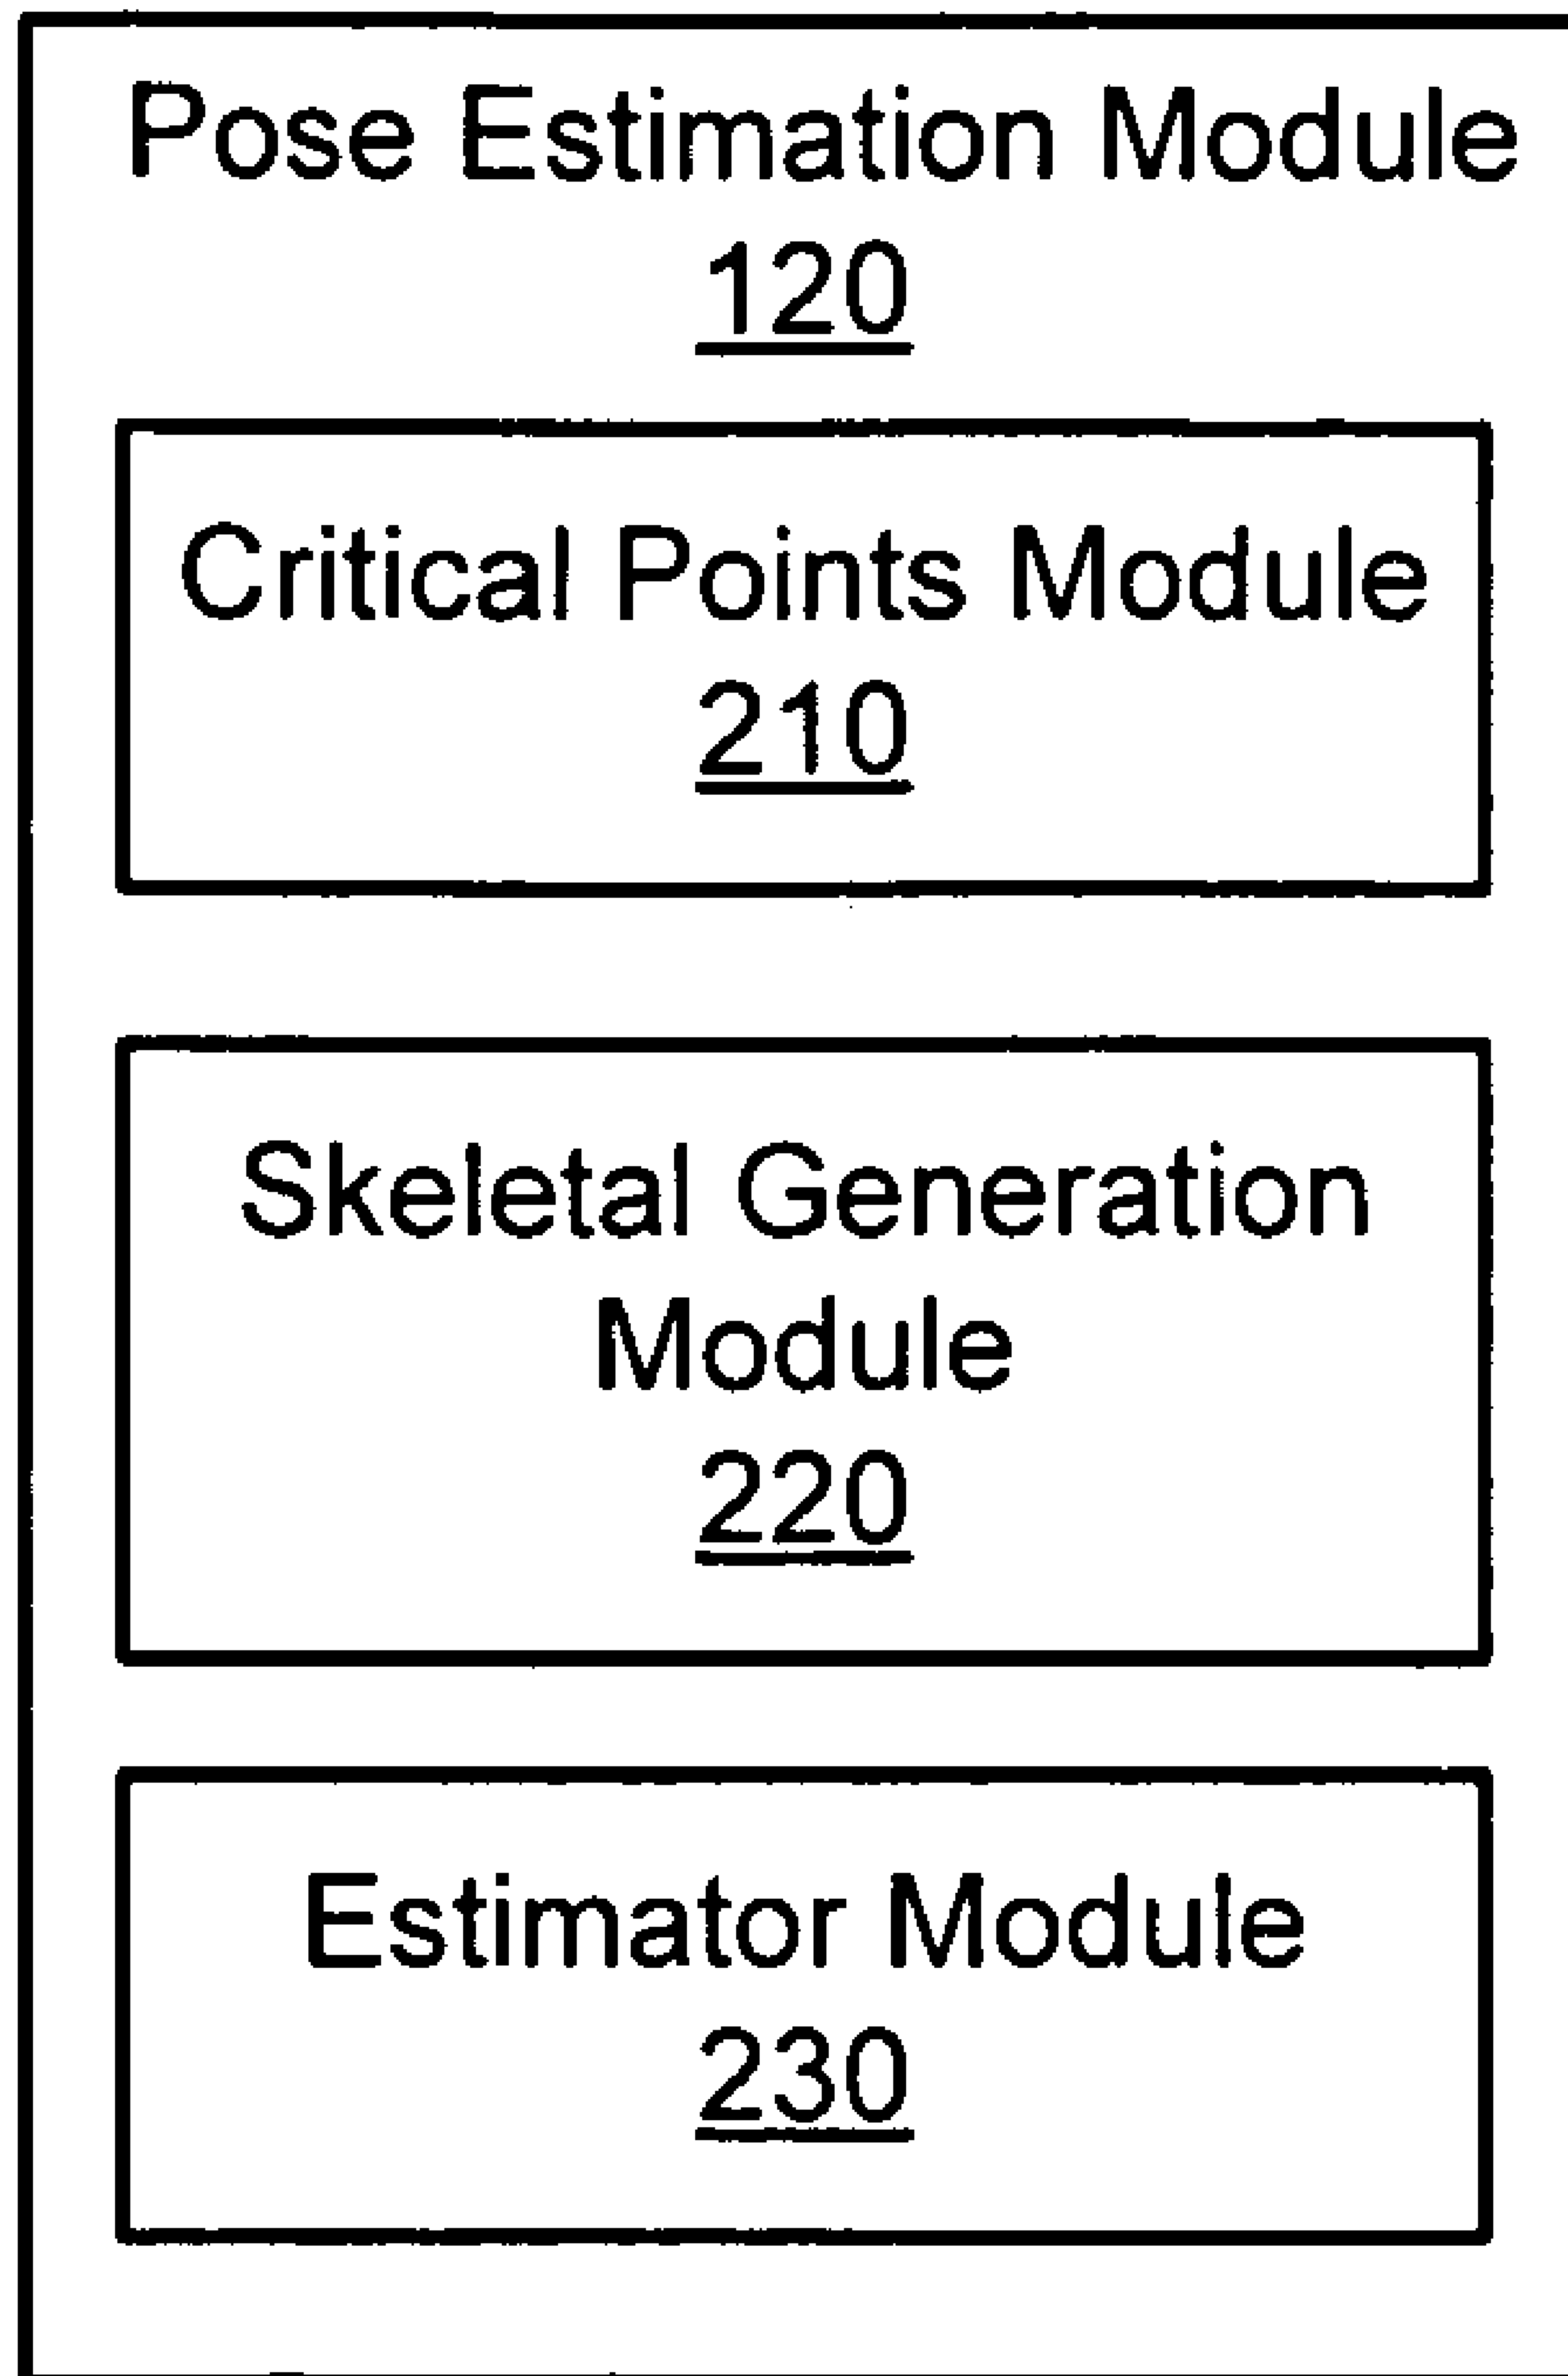 Pose Estimation Module
120
Critical Points Module
210
Skeletal Generation
Module
220
Estimator Module
230